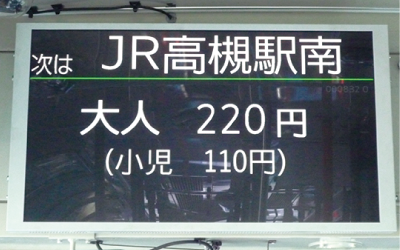 次は JR高槻駅南
大人 220円
(小児 110円)